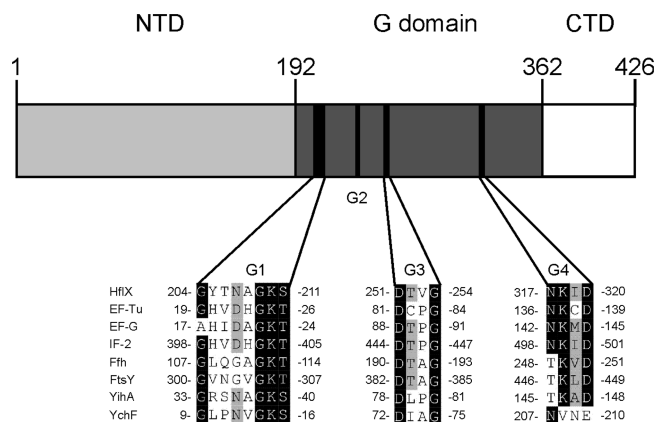 NTD G domain CTD
1 192 362 426
G2
G1 G3 G4
HflX 204- GYTNAGKS -211 251- DTVG -254 317- NKID -320
EF-Tu 19- GHVDHGKT -26 81- DCPG -84 136- NKCD -139
EF-G 17- AHIDAGKT -24 88- DTPG -91 142- NKMD -145
IF-2 398- GHVDHGKT -405 444- DTPG -447 498- NKID -501
Ffh 107- GLQGAGKT -114 190- DTAG -193 248- TKVD -251
FtsY 300- GVNGVGKT -307 382- DTAG -385 446- TKLD -449
YihA 33- GRSNAGKS -40 78- DLPG -81 145- TKAD -148
YchF 9- GLPNVGKS -16 72- DIAG -75 207- NVNE -210